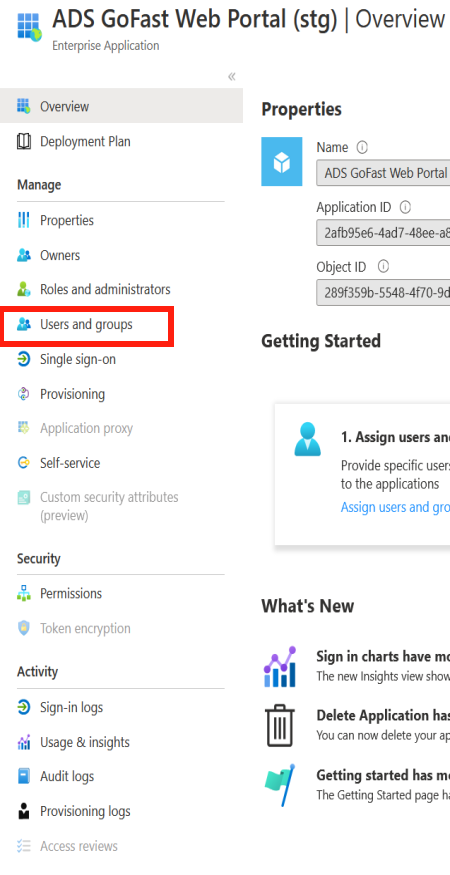 ADS GoFast Web Portal (stg) | Overview
Enterprise Application
«
Overview
Deployment Plan
Manage
Properties
Owners
Roles and administrators
Users and groups
Single sign-on
Provisioning
Application proxy
Self-service
Custom security attributes
(preview)
Security
Permissions
Token encryption
Activity
Sign-in logs
Usage & insights
Audit logs
Provisioning logs
Access reviews
Properties
Name
ADS GoFast Web Portal
Application ID
2afb95e6-4ad7-48ee-a8
Object ID
289f359b-5548-4f70-9d
Getting Started
1. Assign users an
Provide specific users
to the applications
Assign users and gro
What's New
Sign in charts have mo
The new Insights view show
Delete Application has
You can now delete your ap
Getting started has mo
The Getting Started page ha